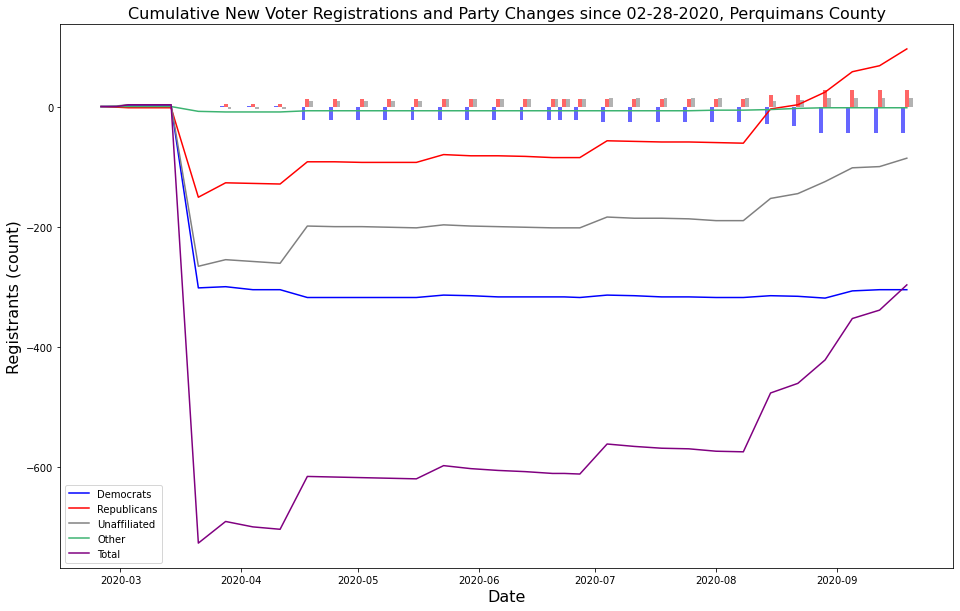 Cumulative New Voter Registrations and Party Changes since 02-28-2020, Perquimans County
Registrants (count)
0
−200
−400
−600
Democrats
Republicans
Unaffiliated
Other
Total
2020-03 2020-04 2020-05 2020-06 2020-07 2020-08 2020-09
Date